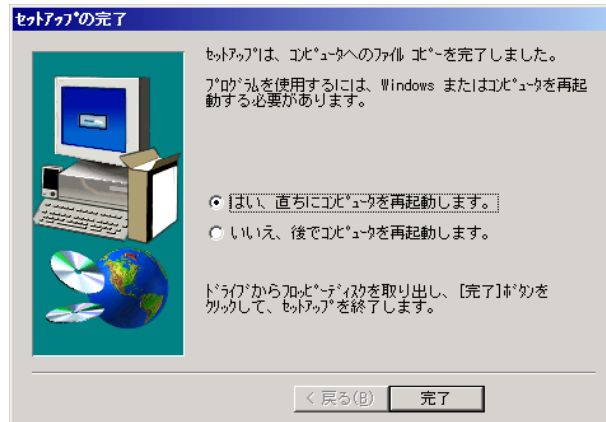 ｾｯﾄｱｯﾌﾟの完了
ｾｯﾄｱｯﾌﾟは、ｺﾝﾋﾟｭｰﾀへのﾌｧｲﾙ ｺﾋﾟｰを完了しました。
ﾌﾟﾛｸﾞﾗﾑを使用するには、Windows またはｺﾝﾋﾟｭｰﾀを再起
動する必要があります。
はい、直ちにｺﾝﾋﾟｭｰﾀを再起動します。
いいえ、後でｺﾝﾋﾟｭｰﾀを再起動します。
ﾄﾞﾗｲﾌﾞからﾌﾛｯﾋﾟｰﾃﾞｨｽｸを取り出し、[完了]ﾎﾞﾀﾝを
ｸﾘｯｸして、ｾｯﾄｱｯﾌﾟを終了します。
< 戻る(B)
完了